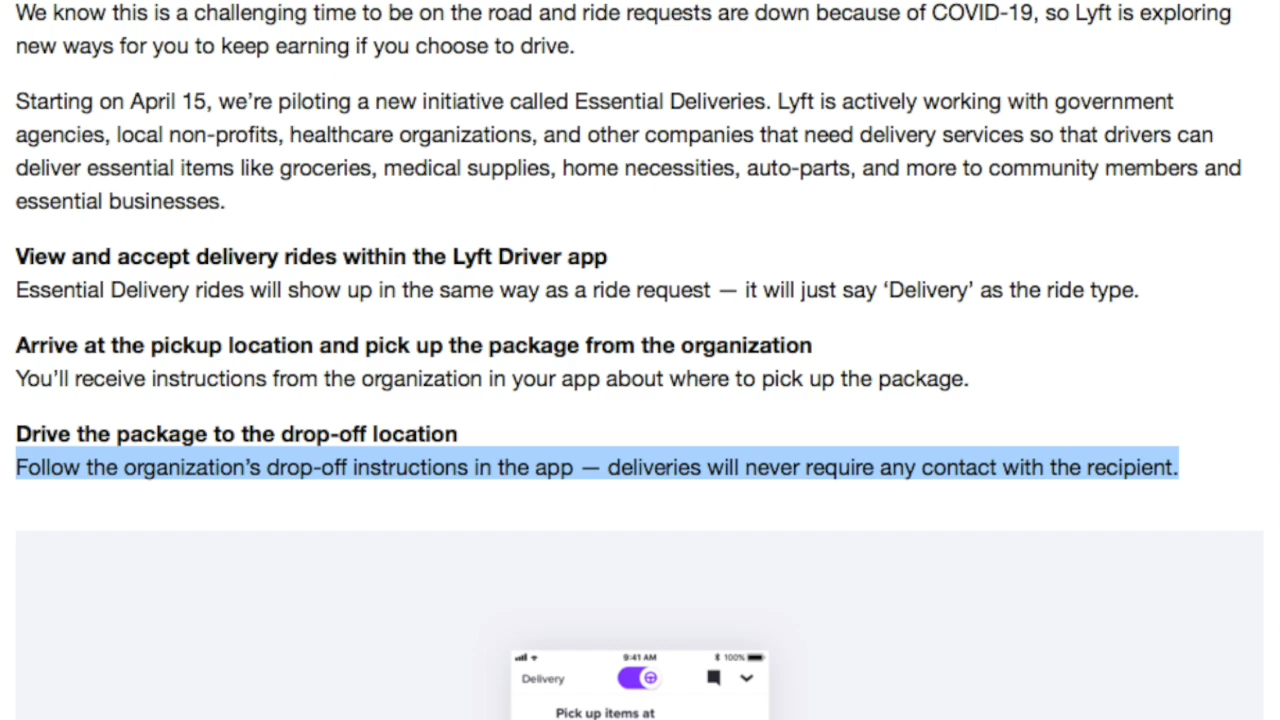 We know this is a challenging time to be on the road and ride requests are down because of COVID-19, so Lyft is exploring
new ways for you to keep earning if you choose to drive.
Starting on April 15, we’re piloting a new initiative called Essential Deliveries. Lyft is actively working with government
agencies, local non-profits, healthcare organizations, and other companies that need delivery services so that drivers can
deliver essential items like groceries, medical supplies, home necessities, auto-parts, and more to community members and
essential businesses.
View and accept delivery rides within the Lyft Driver app
Essential Delivery rides will show up in the same way as a ride request — it will just say ‘Delivery’ as the ride type.
Arrive at the pickup location and pick up the package from the organization
You’ll receive instructions from the organization in your app about where to pick up the package.
Drive the package to the drop-off location
Follow the organization’s drop-off instructions in the app — deliveries will never require any contact with the recipient.
9:41 AM 100%
Delivery
Pick up items at